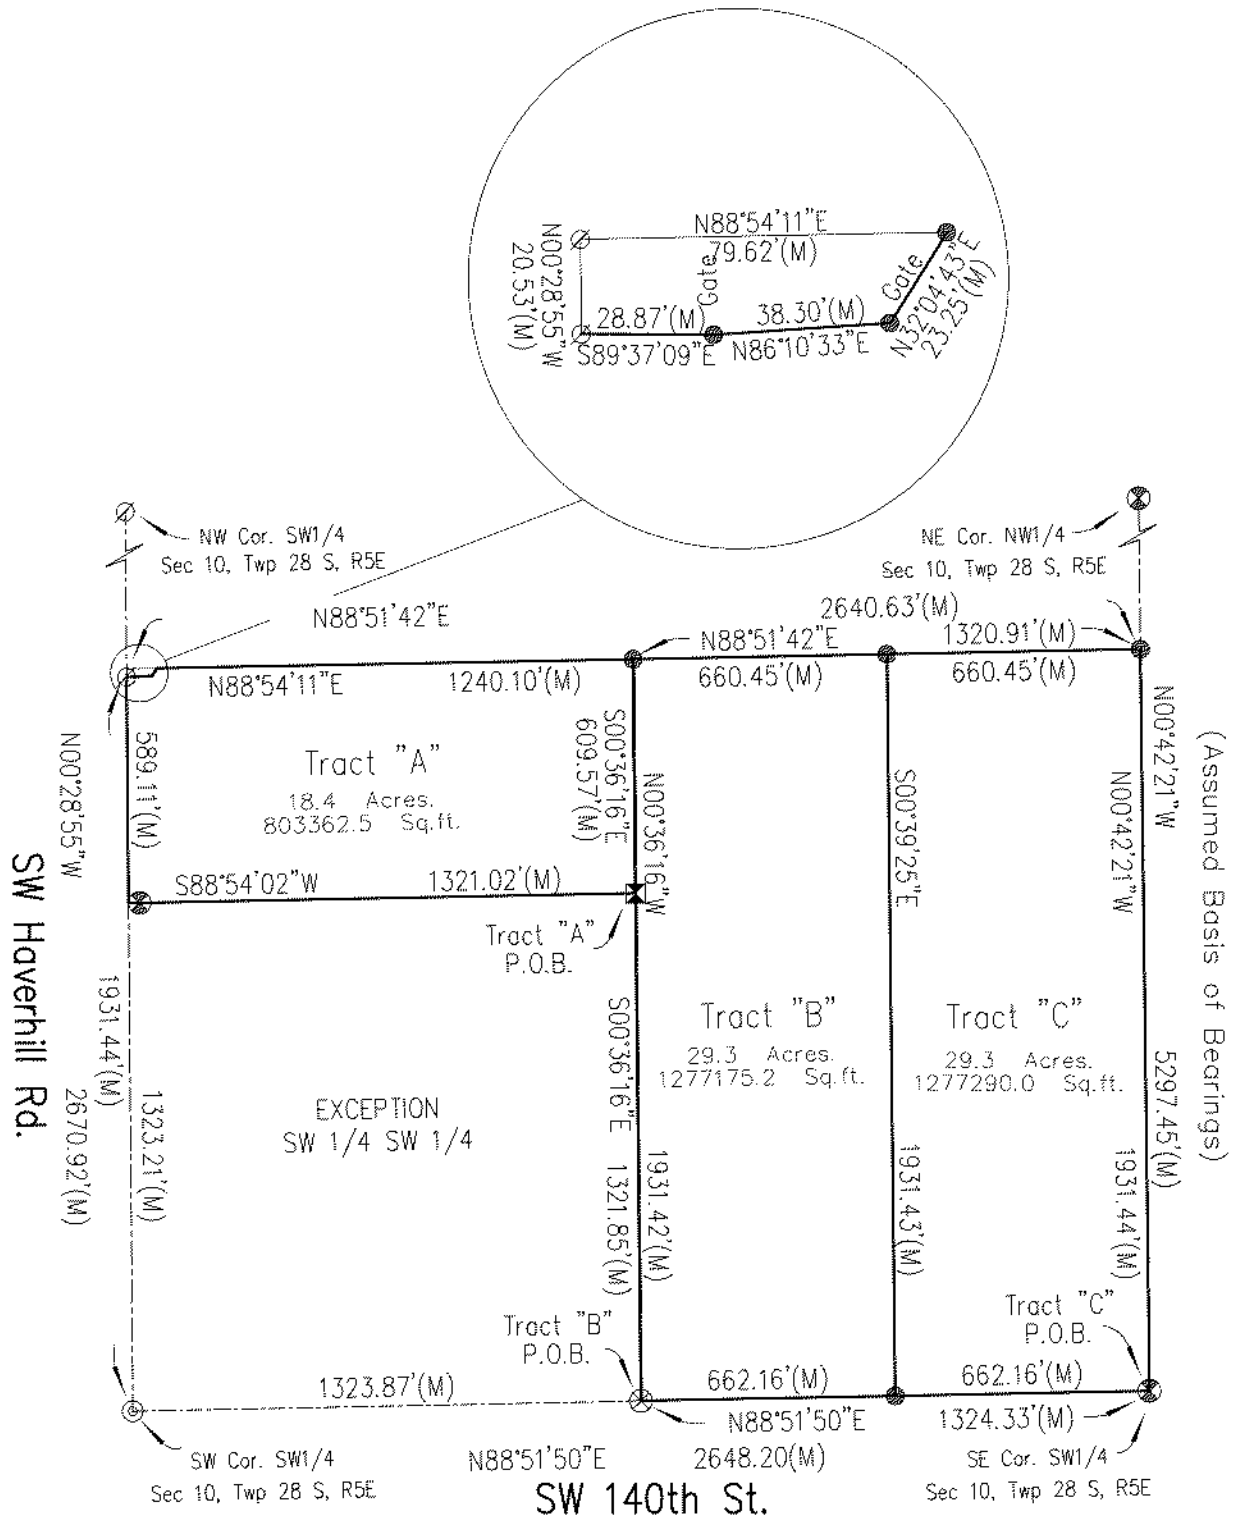 N88°54'11"E
79.62'(M)
N00°28'55"W
20.53'(M)
Gate
28.87'(M)
S89°37'09"E
38.30'(M)
N86°10'33"E
Gate
N32°04'43"E
23.25'(M)
NW Cor. SW1/4
Sec 10, Twp 28 S, R5E
NE Cor. NW1/4
Sec 10, Twp 28 S, R5E
N88°51'42"E
2640.63'(M)
N88°51'42"E
1320.91'(M)
N88°54'11"E
1240.10'(M)
660.45'(M)
660.45'(M)
N00°28'55"W
589.11'(M)
Tract "A"
18.4 Acres.
803362.5 Sq.ft.
S00°36'16"E
609.57'(M)
N00°36'16"W
S00°39'25"E
N00°42'21"W
N00°42'21"W
(Assumed Basis of Bearings)
S88°54'02"W
1321.02'(M)
Tract "A"
P.O.B.
SW Haverhill Rd.
1931.44'(M)
2670.92'(M)
1323.21'(M)
EXCEPTION
SW 1/4 SW 1/4
S00°36'16"E
1321.85'(M)
1931.42'(M)
Tract "B"
29.3 Acres.
1277175.2 Sq.ft.
1931.43'(M)
Tract "C"
29.3 Acres.
1277290.0 Sq.ft.
1931.44'(M)
5297.45'(M)
Tract "B"
P.O.B.
Tract "C"
P.O.B.
1323.87'(M)
662.16'(M)
662.16'(M)
N88°51'50"E
1324.33'(M)
SW Cor. SW1/4
Sec 10, Twp 28 S, R5E
N88°51'50"E
2648.20(M)
SE Cor. SW1/4
Sec 10, Twp 28 S, R5E
SW 140th St.